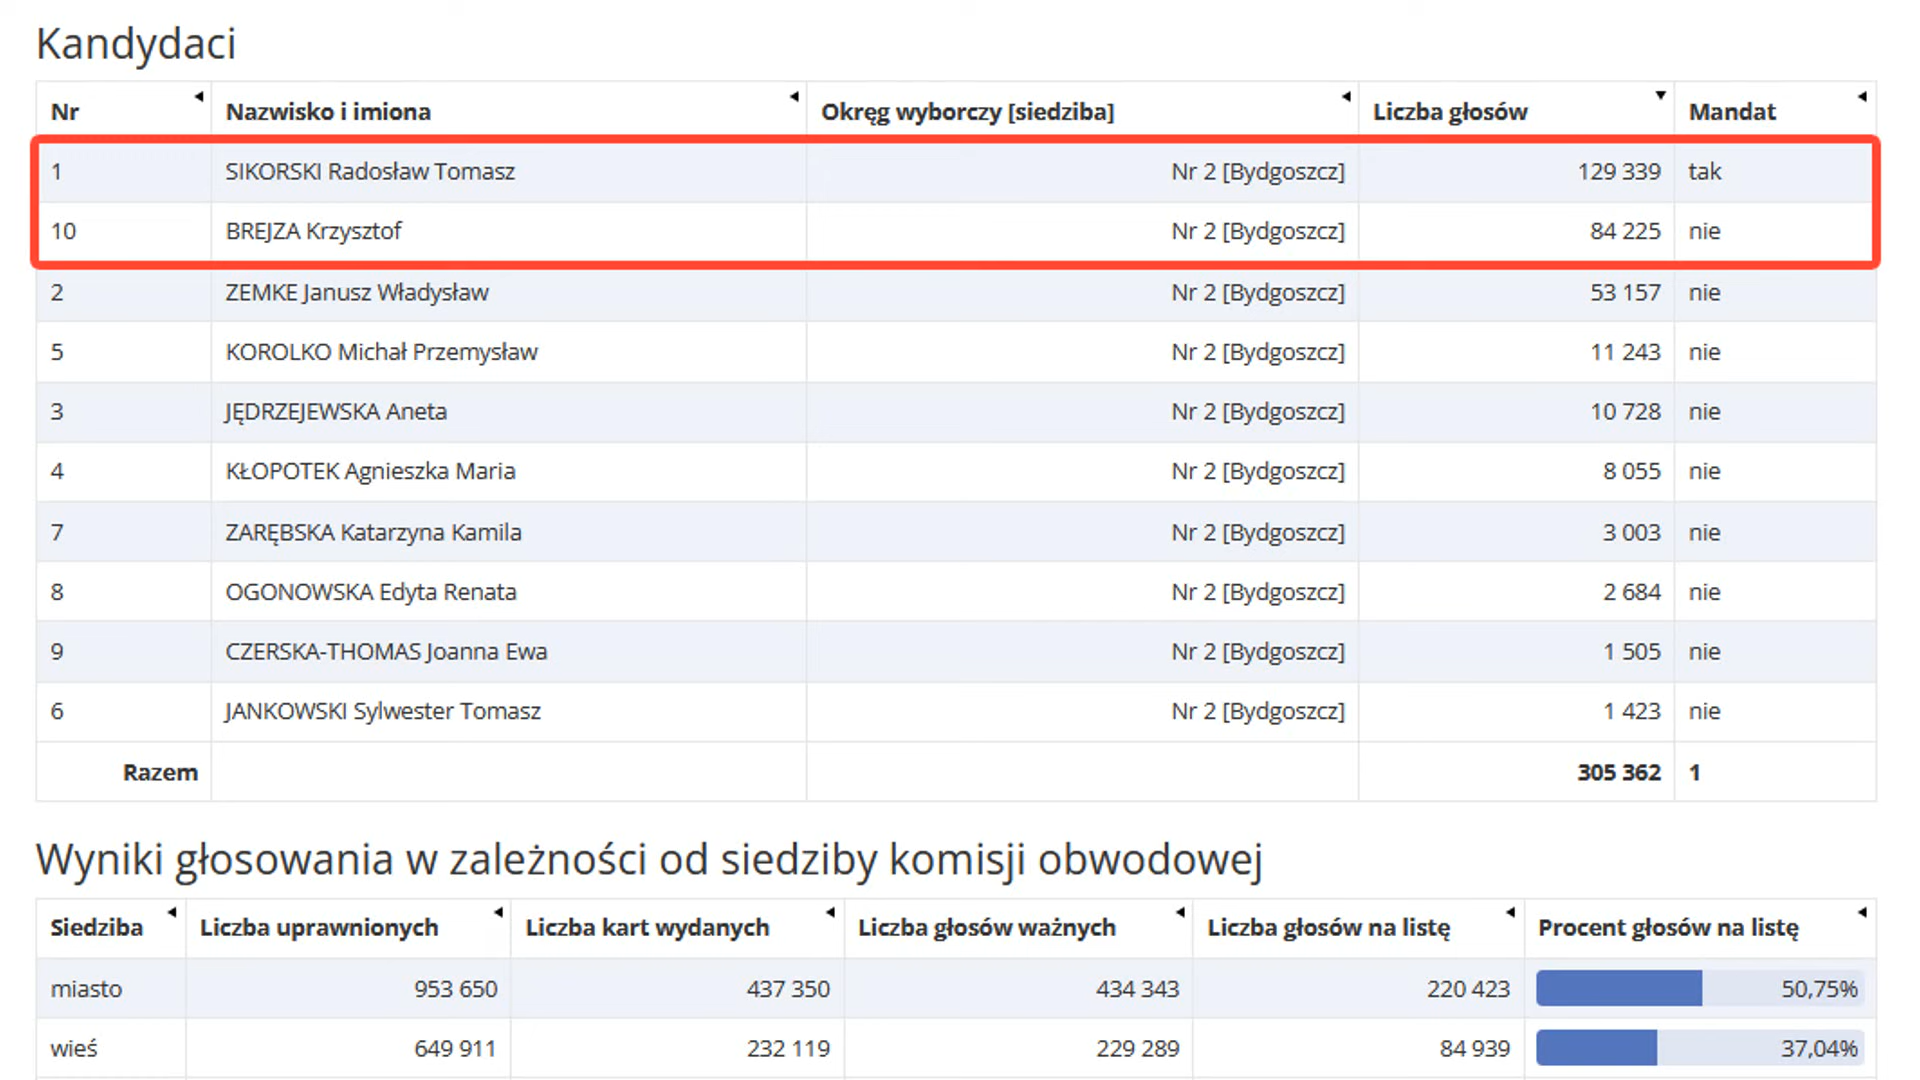 Kandydaci
Nr Nazwisko i imiona Okręg wyborczy [siedziba] Liczba głosów Mandat
1 SIKORSKI Radosław Tomasz Nr 2 [Bydgoszcz] 129 339 tak
10 BREJZA Krzysztof Nr 2 [Bydgoszcz] 84 225 nie
2 ZEMKE Janusz Władysław Nr 2 [Bydgoszcz] 53 157 nie
5 KOROLKO Michał Przemysław Nr 2 [Bydgoszcz] 11 243 nie
3 JĘDRZEJEWSKA Aneta Nr 2 [Bydgoszcz] 10 728 nie
4 KŁOPOTEK Agnieszka Maria Nr 2 [Bydgoszcz] 8 055 nie
7 ZARĘBSKA Katarzyna Kamila Nr 2 [Bydgoszcz] 3 003 nie
8 OGONOWSKA Edyta Renata Nr 2 [Bydgoszcz] 2 684 nie
9 CZERSKA-THOMAS Joanna Ewa Nr 2 [Bydgoszcz] 1 505 nie
6 JANKOWSKI Sylwester Tomasz Nr 2 [Bydgoszcz] 1 423 nie
Razem 305 362 1
Wyniki głosowania w zależności od siedziby komisji obwodowej
Siedziba Liczba uprawnionych Liczba kart wydanych Liczba głosów ważnych Liczba głosów na listę Procent głosów na listę
miasto 953 650 437 350 434 343 220 423 50,75%
wieś 649 911 232 119 229 289 84 939 37,04%